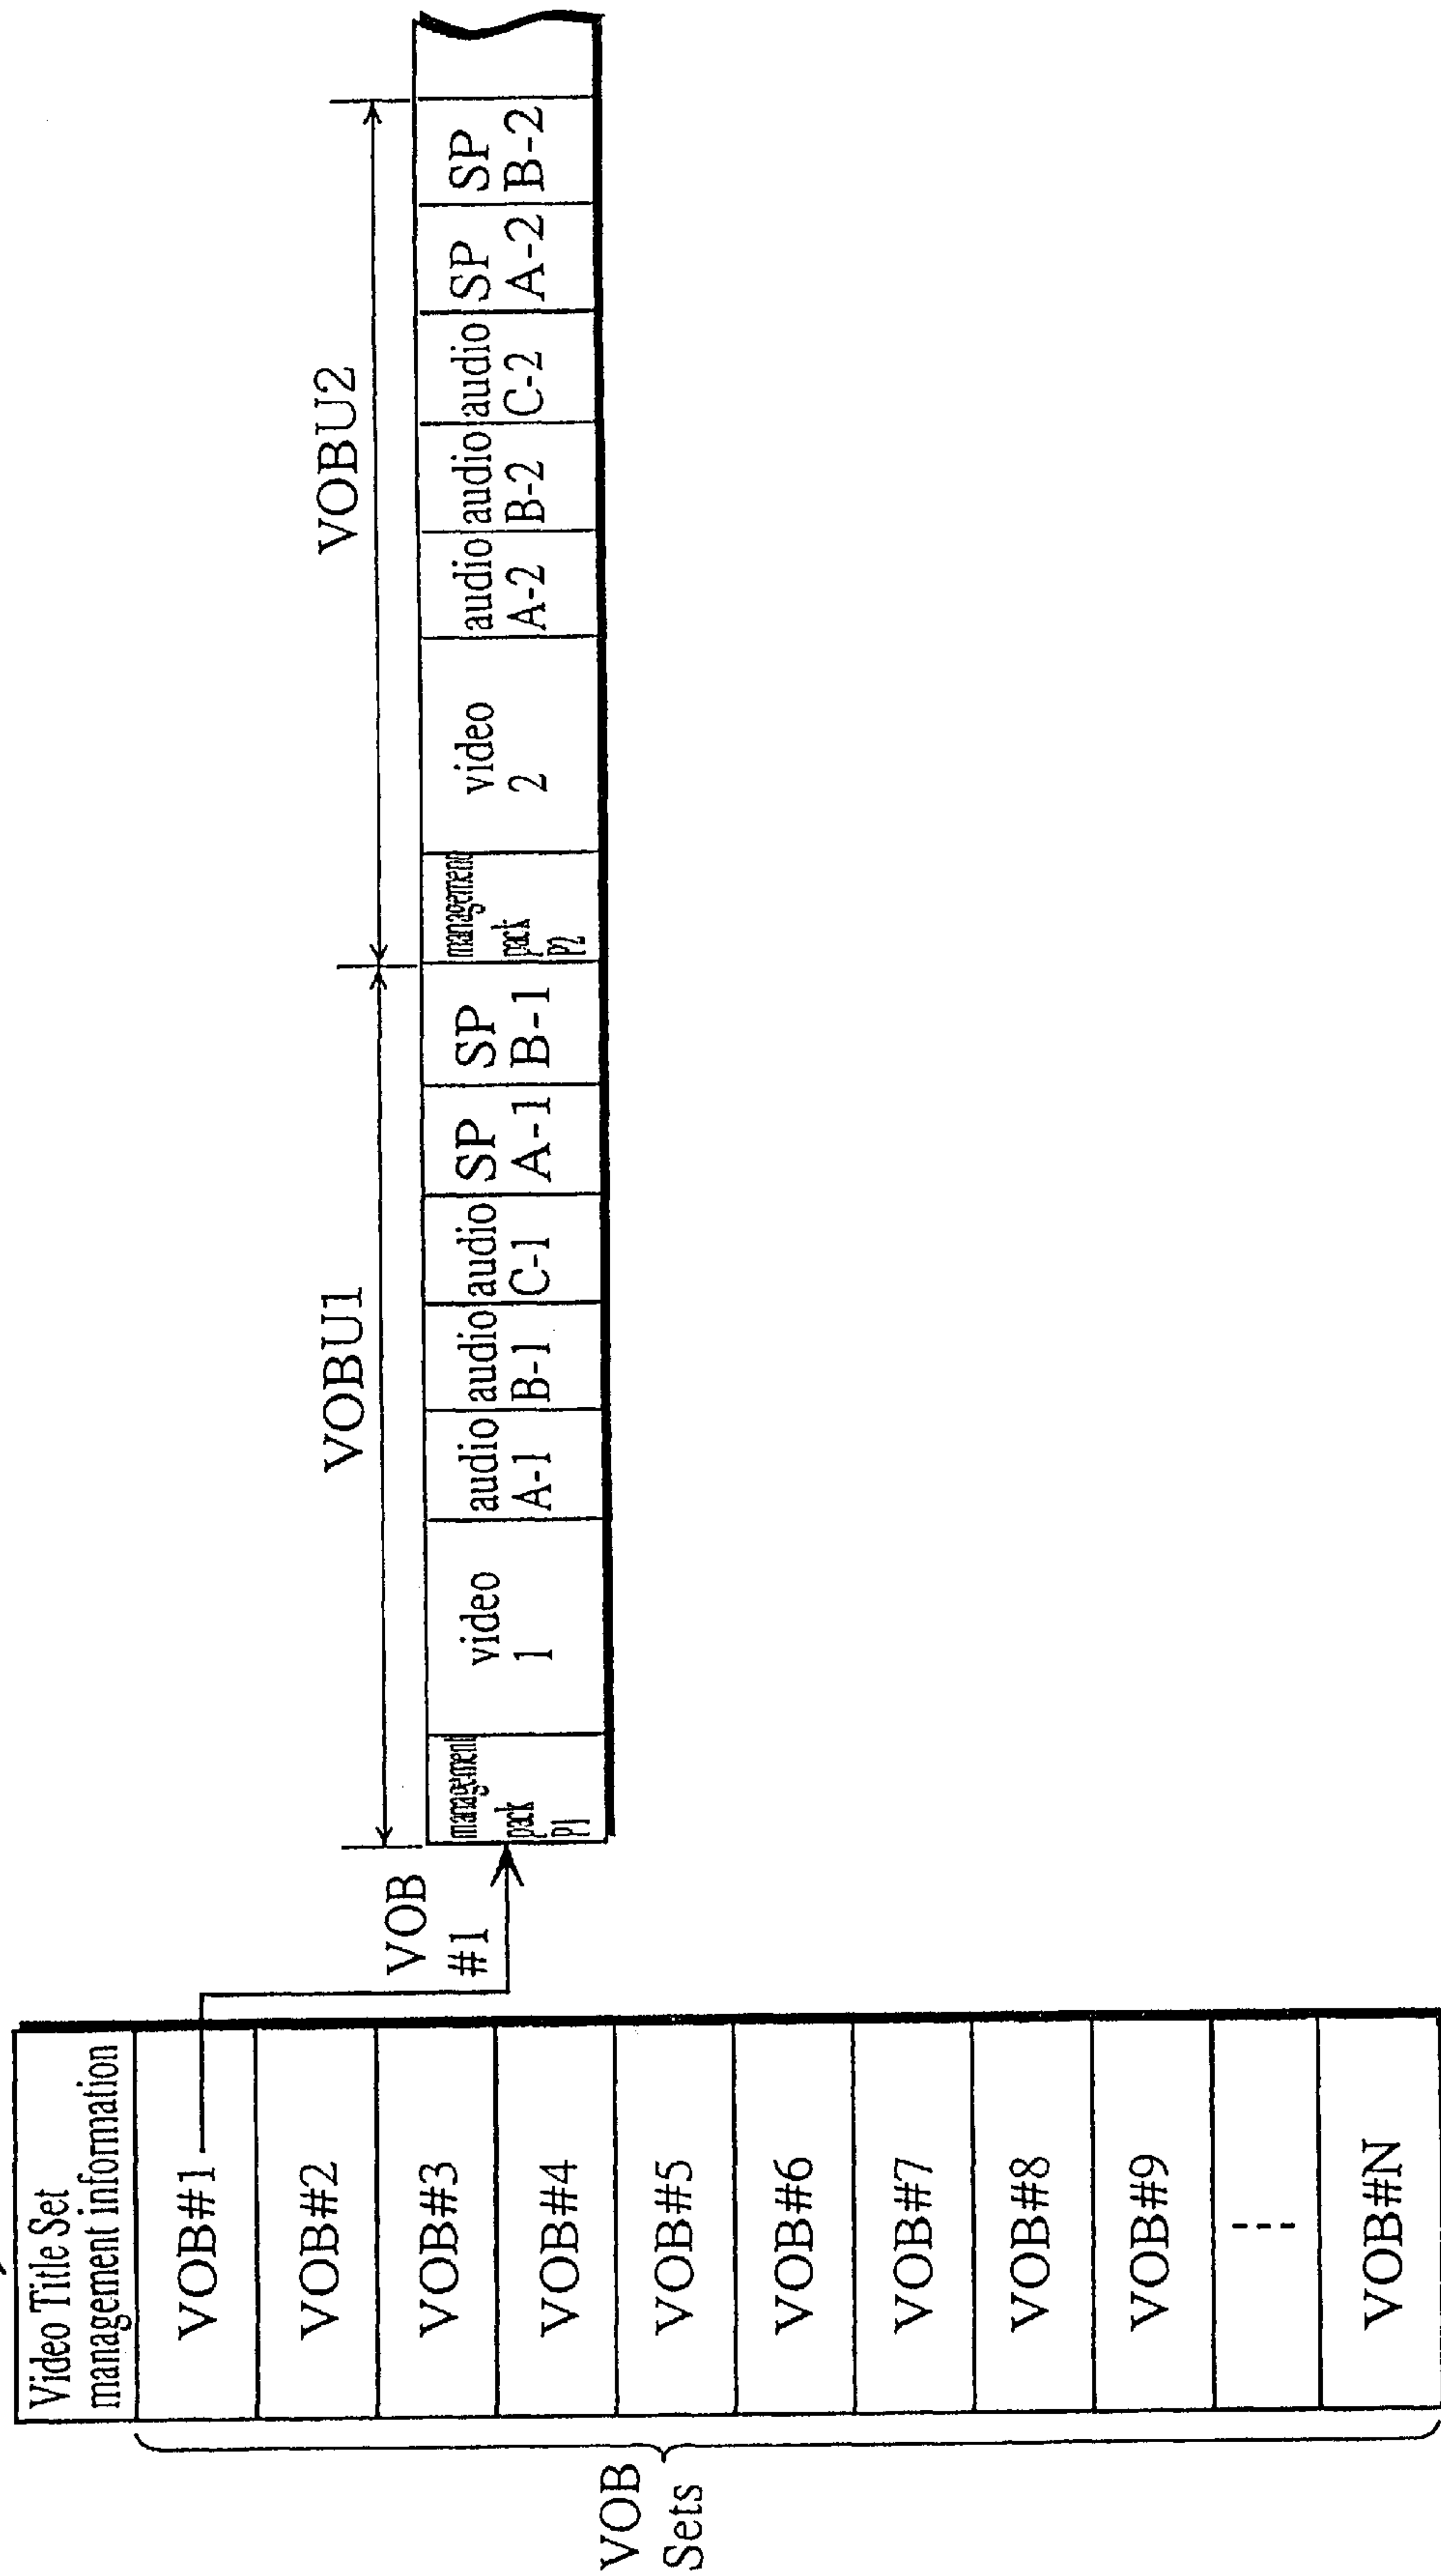 Video Title Set
management information
VOB#1
VOB#2
VOB#3
VOB#4
VOB#5
VOB#6
VOB#7
VOB#8
VOB#9
VOB#N
VOB
Sets
VOB
#1
VOBU1
management
pack
P1
video
1
audio
A-1
audio
B-1
audio
C-1
SP
A-1
SP
B-1
VOBU2
management
pack
P2
video
2
audio
A-2
audio
B-2
audio
C-2
SP
A-2
SP
B-2